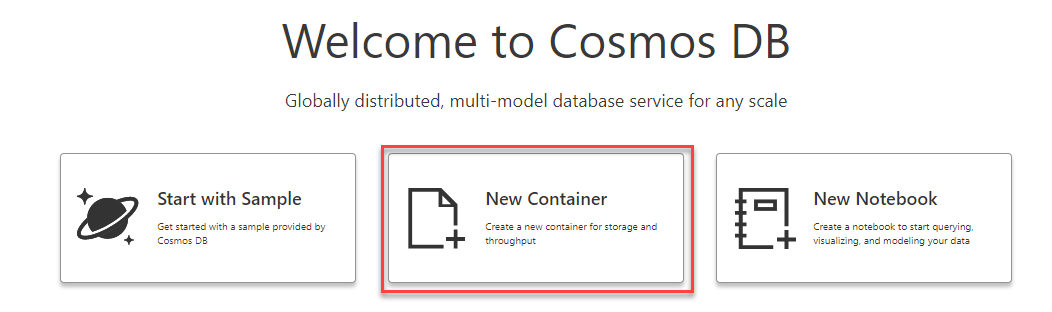 Welcome to Cosmos DB
Globally distributed, multi-model database service for any scale
Start with Sample
Get started with a sample provided by
Cosmos DB
New Container
Create a new container for storage and
throughput
New Notebook
Create a notebook to start querying,
visualizing, and modeling your data